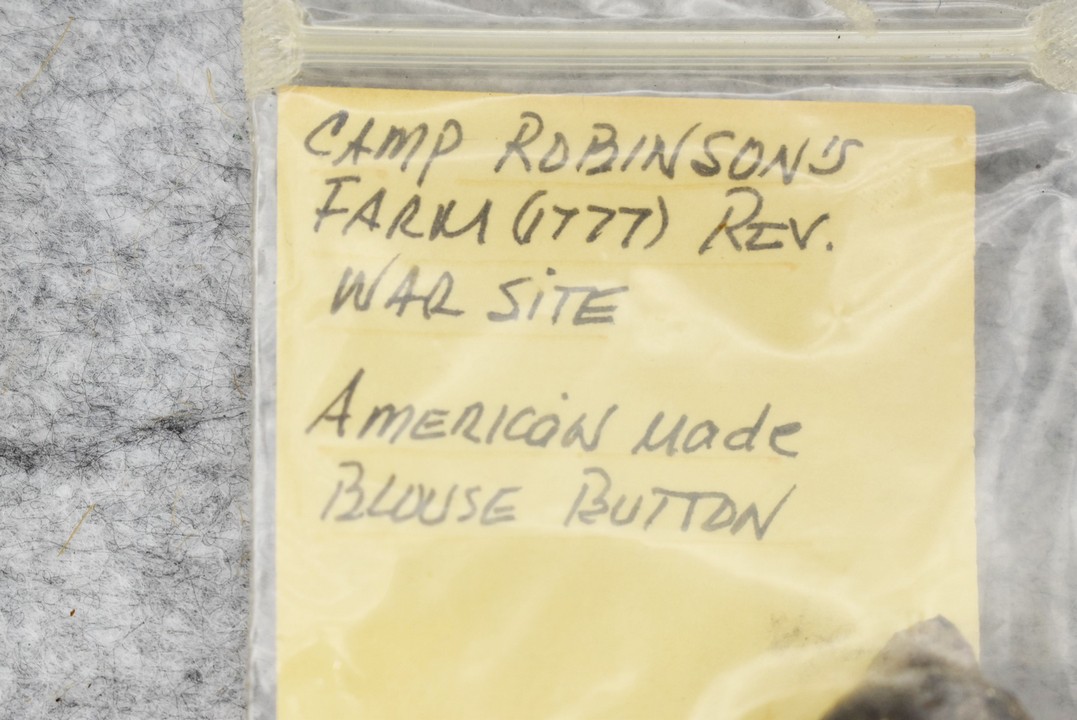 CAMP ROBINSON'S
FARM (1777) REV.
WAR SITE
AMERICAN Made
BLOUSE BUTTON